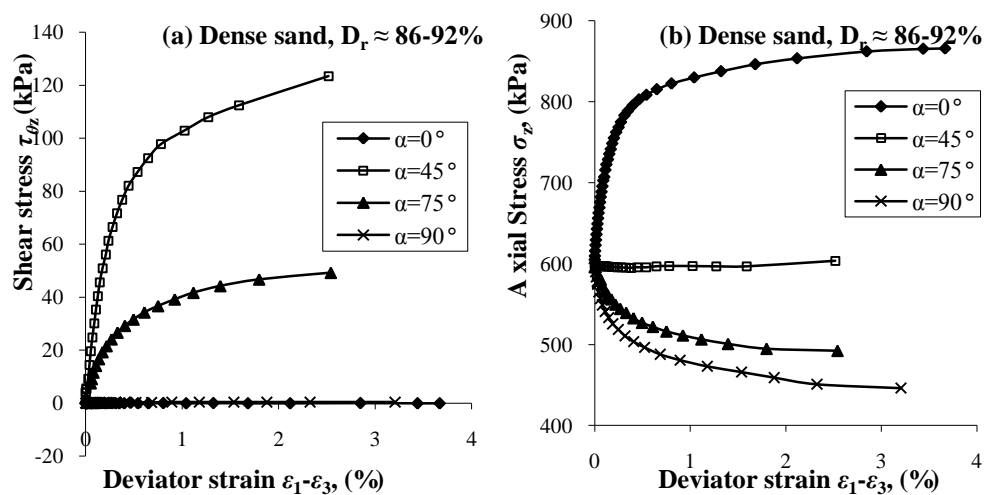 (a) Dense sand, Dr ≈ 86-92%
140
120
100
80
60
40
20
0
-20
Shear stress τθz, (kPa)
α=0°
α=45°
α=75°
α=90°
0 1 2 3 4
Deviator strain ε1-ε3, (%)
(b) Dense sand, Dr ≈ 86-92%
900
800
700
600
500
400
A xial Stress σz, (kPa)
α=0°
α=45°
α=75°
α=90°
0 1 2 3 4
Deviator strain ε1-ε3, (%)